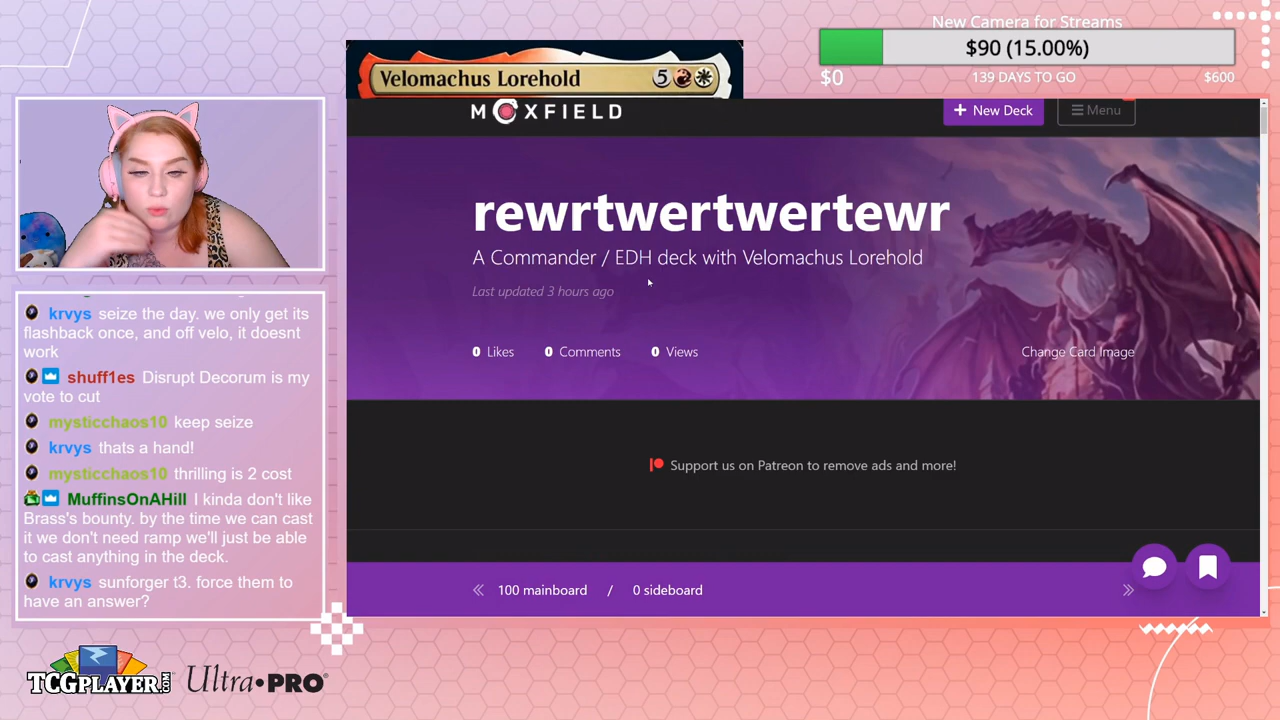 New Camera for Streams
$90 (15.00%)
$0
139 DAYS TO GO
$600
Velomachus Lorehold
5
MOXFIELD
+ New Deck
Menu
rewrtwertwertewr
A Commander / EDH deck with Velomachus Lorehold
Last updated 3 hours ago
0 Likes
0 Comments
0 Views
Change Card Image
Support us on Patreon to remove ads and more!
100 mainboard / 0 sideboard
krvys seize the day. we only get its
flashback once, and off velo, it doesnt
work
shuff1es Disrupt Decorum is my
vote to cut
mysticchaos10 keep seize
krvys thats a hand!
mysticchaos10 thrilling is 2 cost
MuffinsOnAHill I kinda don't like
Brass's bounty. by the time we can cast
it we don't need ramp we'll just be able
to cast anything in the deck.
krvys sunforger t3. force them to
have an answer?
TCGPLAYER.COM
Ultra•PRO